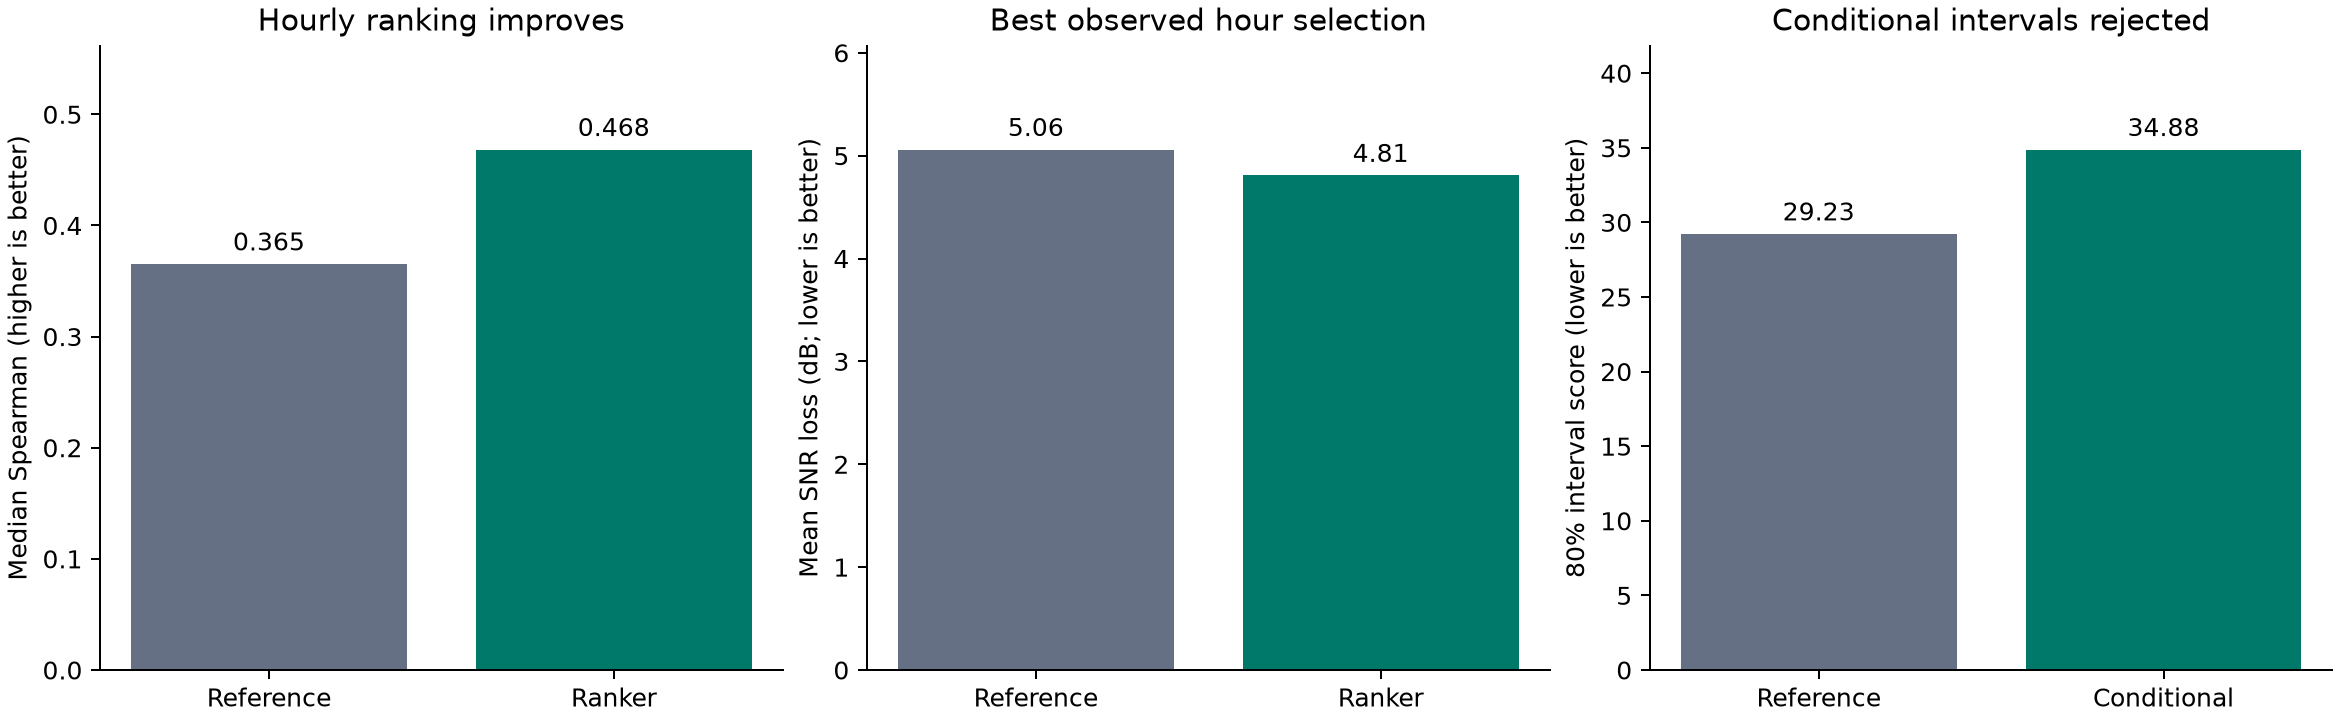 Hourly ranking improves
Median Spearman (higher is better)
0.5
0.4
0.3
0.2
0.1
0.0
0.365
0.468
Reference
Ranker
Best observed hour selection
Mean SNR loss (dB; lower is better)
6
5
4
3
2
1
0
5.06
4.81
Reference
Ranker
Conditional intervals rejected
80% interval score (lower is better)
40
35
30
25
20
15
10
5
0
29.23
34.88
Reference
Conditional